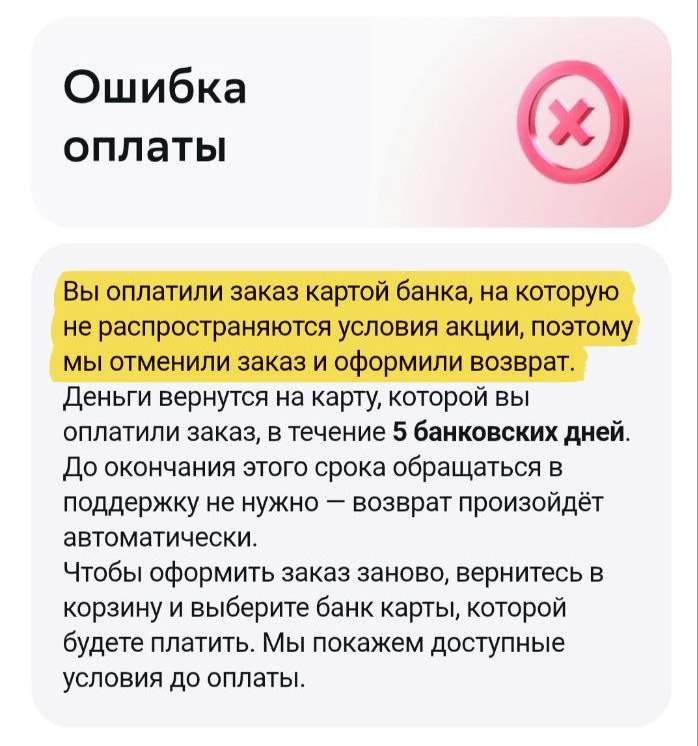 Ошибка
оплаты
Вы оплатили заказ картой банка, на которую
не распространяются условия акции, поэтому
мы отменили заказ и оформили возврат.
Деньги вернутся на карту, которой вы
оплатили заказ, в течение 5 банковских дней.
До окончания этого срока обращаться в
поддержку не нужно — возврат произойдёт
автоматически.
Чтобы оформить заказ заново, вернитесь в
корзину и выберите банк карты, которой
будете платить. Мы покажем доступные
условия до оплаты.